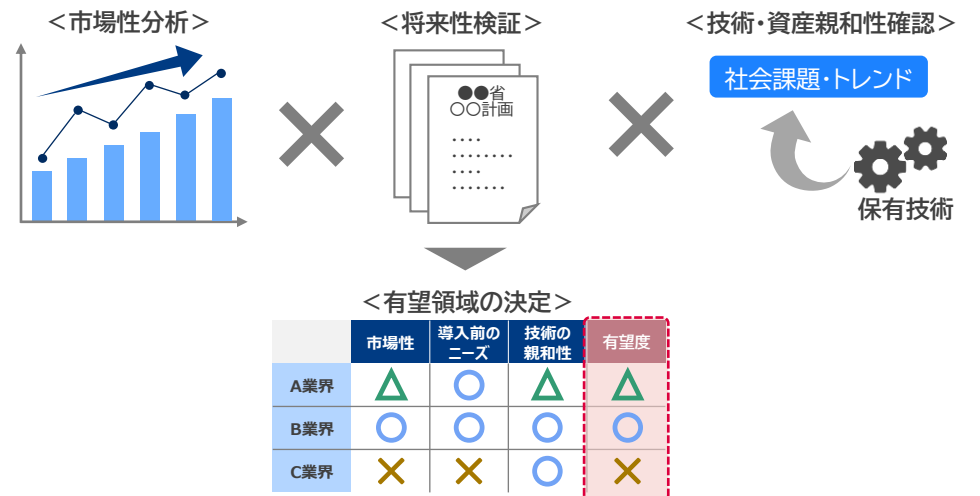 ＜市場性分析＞
＜将来性検証＞
＜技術・資産親和性確認＞
●●省
〇〇計画
....
........
....
.......
社会課題・トレンド
保有技術
＜有望領域の決定＞
市場性
導入前の
ニーズ
技術の
親和性
有望度
A業界 △ 〇 △ △
B業界 〇 〇 〇 〇
C業界 × × 〇 ×